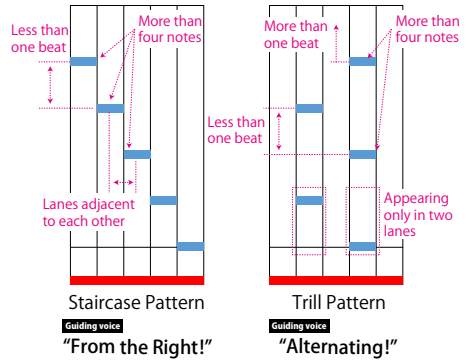 Less than
one beat
More than
four notes
Lanes adjacent
to each other
Staircase Pattern
Guiding voice
"From the Right!"
More than
one beat
More than
four notes
Less than
one beat
Appearing
only in two
lanes
Trill Pattern
Guiding voice
"Alternating!"